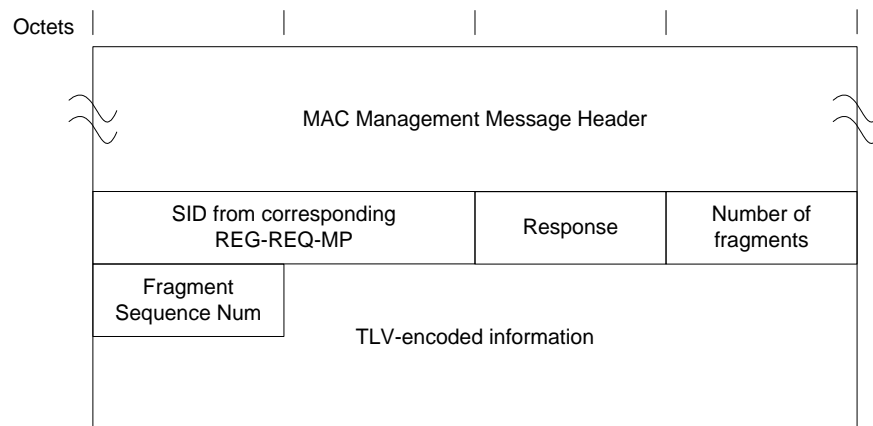 Octets
MAC Management Message Header
SID from corresponding
REG-REQ-MP
Response
Number of
fragments
Fragment
Sequence Num
TLV-encoded information